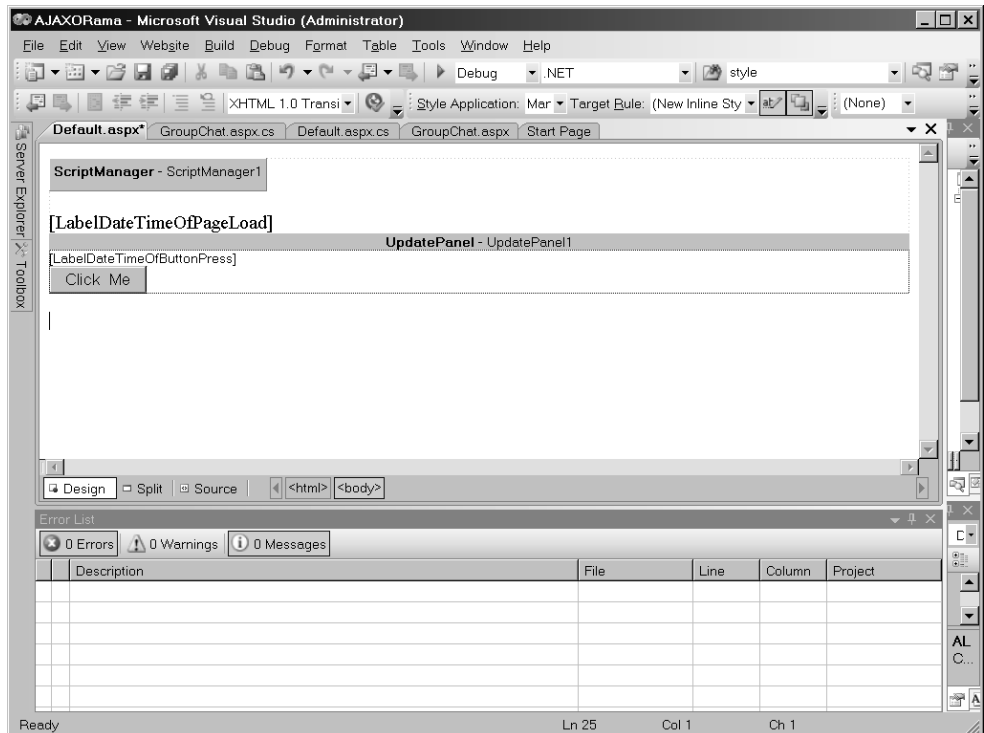 AJAXORama - Microsoft Visual Studio (Administrator)
File Edit View Website Build Debug Format Table Tools Window Help
Debug .NET style
XHTML 1.0 Transi Style Application: Mar Target Rule: (New Inline Sty ab (None)
Server Explorer
Toolbox
Default.aspx* GroupChat.aspx.cs Default.aspx.cs GroupChat.aspx Start Page
ScriptManager - ScriptManager1
[LabelDateTimeOfPageLoad]
UpdatePanel - UpdatePanel1
[LabelDateTimeOfButtonPress]
Click Me
Design Split Source <html> <body>
Error List
0 Errors 0 Warnings 0 Messages
Description File Line Column Project
AL
C...
Ready Ln 25 Col 1 Ch 1